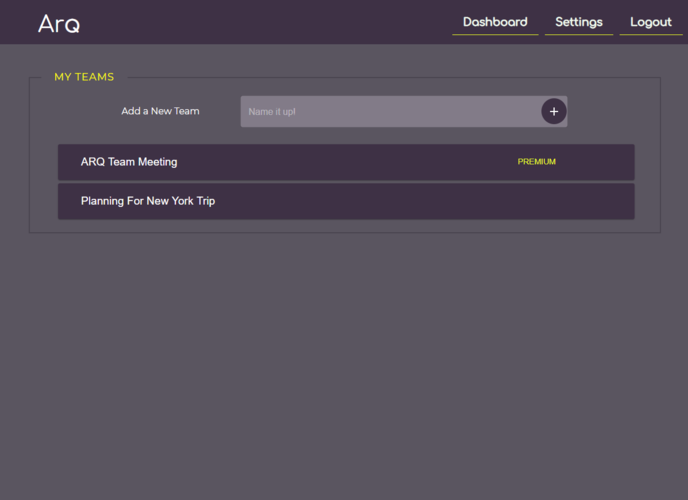 Arq
Dashboard Settings Logout
MY TEAMS
Add a New Team Name it up! +
ARQ Team Meeting PREMIUM
Planning For New York Trip